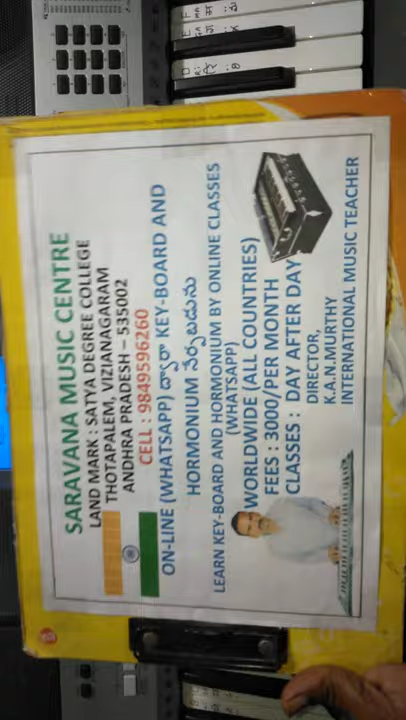 SARAVANA MUSIC CENTRE
LAND MARK : SATYA DEGREE COLLEGE
THOTAPALEM, VIZIANAGARAM
ANDHRA PRADESH – 535002
CELL : 9849596260
ON-LINE (WHATSAPP) ద్వారా KEY-BOARD AND
HORMONIUM నేర్పబడును
LEARN KEY-BOARD AND HORMONIUM BY ONLINE CLASSES
(WHATSAPP)
WORLDWIDE (ALL COUNTRIES)
FEES : 3000/PER MONTH
CLASSES : DAY AFTER DAY
DIRECTOR,
K.A.N.MURTHY
INTERNATIONAL MUSIC TEACHER